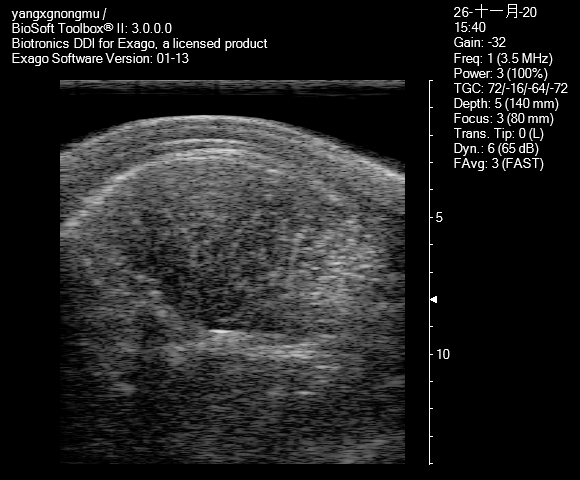 yangxgnongmu /
BioSoft Toolbox® II: 3.0.0.0
Biotronics DDI for Exago, a licensed product
Exago Software Version: 01-13
26-十一月-20
15:40
Gain: -32
Freq: 1 (3.5 MHz)
Power: 3 (100%)
TGC: 72/-16/-64/-72
Depth: 5 (140 mm)
Focus: 3 (80 mm)
Trans. Tip: 0 (L)
Dyn.: 6 (65 dB)
FAvg: 3 (FAST)
5
10